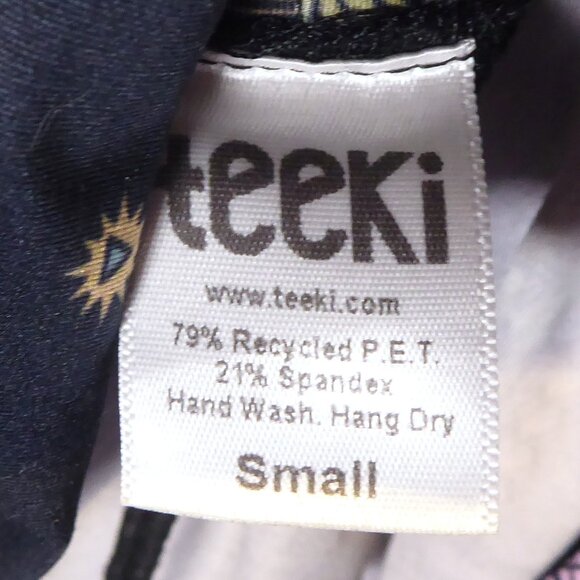 teeki
www.teeki.com
79% Recycled P.E.T.
21% Spandex
Hand Wash. Hang Dry
Small